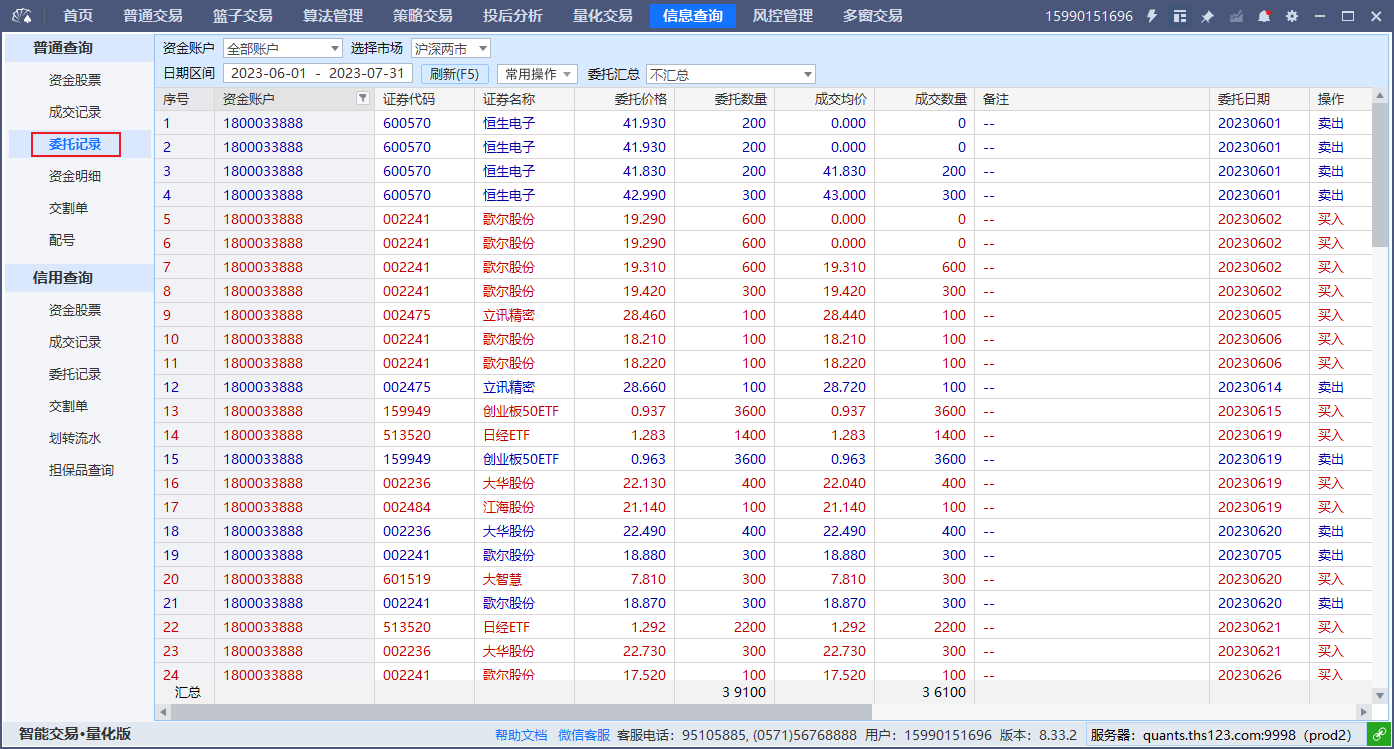 首页 普通交易 篮子交易 算法管理 策略交易 投后分析 量化交易 信息查询 风控管理 多窗交易 15990151696
普通查询
资金股票
成交记录
委托记录
资金明细
交割单
配号
信用查询
资金股票
成交记录
委托记录
交割单
划转流水
担保品查询
资金账户 全部账户 选择市场 沪深两市
日期区间 2023-06-01 - 2023-07-31 刷新(F5) 常用操作 委托汇总 不汇总
序号 资金账户 证券代码 证券名称 委托价格 委托数量 成交均价 成交数量 备注 委托日期 操作
1 1800033888 600570 恒生电子 41.930 200 0.000 0 -- 20230601 卖出
2 1800033888 600570 恒生电子 41.930 200 0.000 0 -- 20230601 卖出
3 1800033888 600570 恒生电子 41.830 200 41.830 200 -- 20230601 卖出
4 1800033888 600570 恒生电子 42.990 300 43.000 300 -- 20230601 卖出
5 1800033888 002241 歌尔股份 19.290 600 0.000 0 -- 20230602 买入
6 1800033888 002241 歌尔股份 19.290 600 0.000 0 -- 20230602 买入
7 1800033888 002241 歌尔股份 19.310 600 19.310 600 -- 20230602 买入
8 1800033888 002241 歌尔股份 19.420 300 19.420 300 -- 20230602 买入
9 1800033888 002475 立讯精密 28.460 100 28.440 100 -- 20230605 买入
10 1800033888 002241 歌尔股份 18.210 100 18.210 100 -- 20230606 买入
11 1800033888 002241 歌尔股份 18.220 100 18.220 100 -- 20230606 买入
12 1800033888 002475 立讯精密 28.660 100 28.720 100 -- 20230614 卖出
13 1800033888 159949 创业板50ETF 0.937 3600 0.937 3600 -- 20230615 买入
14 1800033888 513520 日经ETF 1.283 1400 1.283 1400 -- 20230619 买入
15 1800033888 159949 创业板50ETF 0.963 3600 0.963 3600 -- 20230619 卖出
16 1800033888 002236 大华股份 22.130 400 22.040 400 -- 20230619 买入
17 1800033888 002484 江海股份 21.140 100 21.140 100 -- 20230619 买入
18 1800033888 002236 大华股份 22.490 400 22.490 400 -- 20230620 卖出
19 1800033888 002241 歌尔股份 18.880 300 18.880 300 -- 20230705 卖出
20 1800033888 601519 大智慧 7.810 300 7.810 300 -- 20230620 买入
21 1800033888 002241 歌尔股份 18.870 300 18.870 300 -- 20230620 卖出
22 1800033888 513520 日经ETF 1.292 2200 1.292 2200 -- 20230621 买入
23 1800033888 002236 大华股份 22.730 300 22.730 300 -- 20230621 买入
24 1800033888 002241 歌尔股份 17.520 100 17.520 100 -- 20230626 买入
汇总 3 9100 3 6100
智能交易•量化版 帮助文档 微信客服 客服电话：95105885, (0571)56768888 用户：15990151696 版本：8.33.2 服务器：quants.ths123.com:9998（prod2）